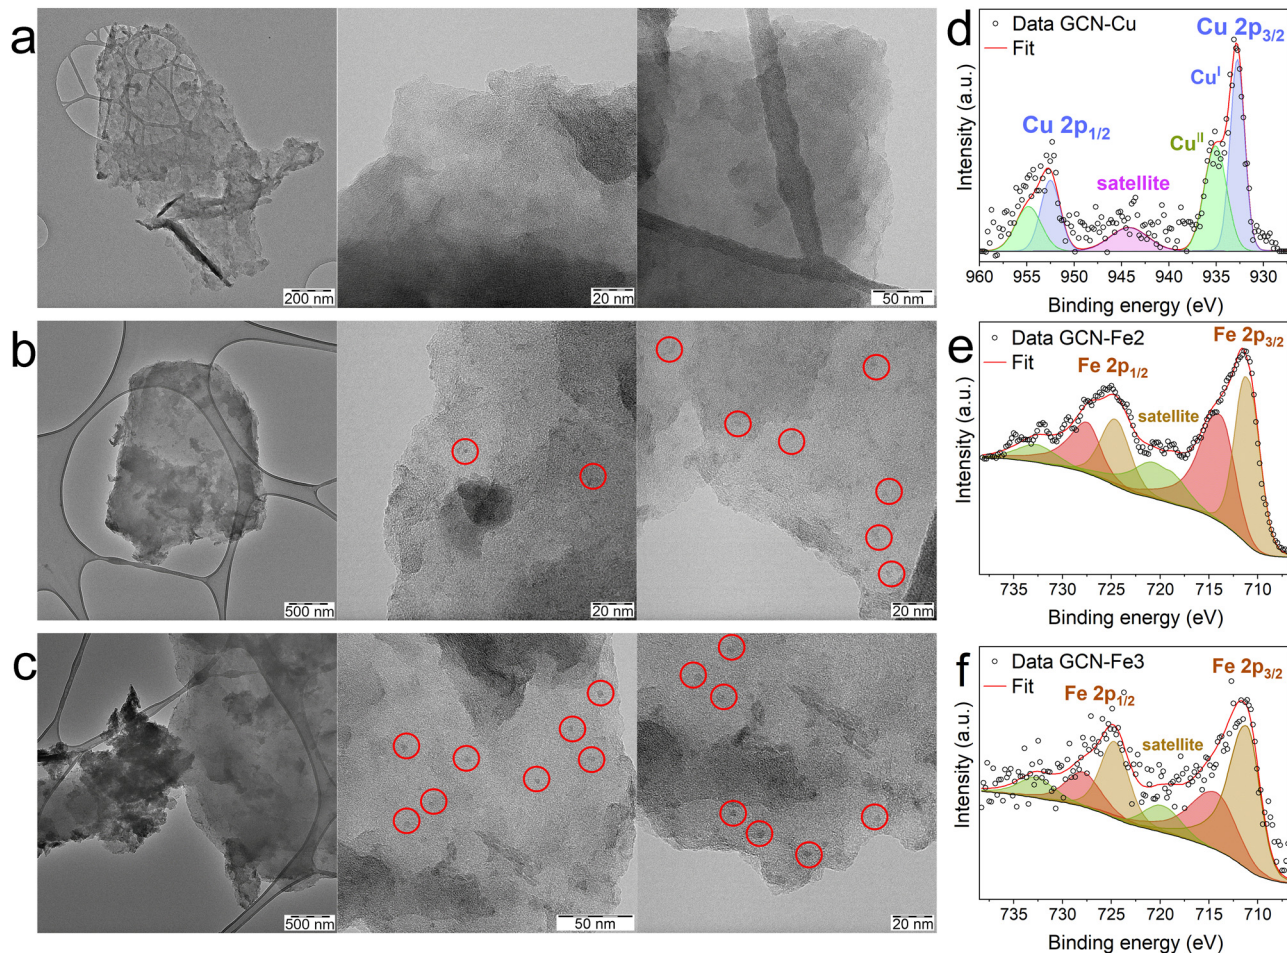 a
200 nm
20 nm
50 nm
b
500 nm
20 nm
20 nm
c
500 nm
50 nm
20 nm
d
Data GCN-Cu
Fit
Cu 2p3/2
CuI
Cu 2p1/2
CuII
satellite
Intensity (a.u.)
960 955 950 945 940 935 930
Binding energy (eV)
e
Data GCN-Fe2
Fit
Fe 2p3/2
Fe 2p1/2
satellite
Intensity (a.u.)
735 730 725 720 715 710
Binding energy (eV)
f
Data GCN-Fe3
Fit
Fe 2p3/2
Fe 2p1/2
satellite
Intensity (a.u.)
735 730 725 720 715 710
Binding energy (eV)